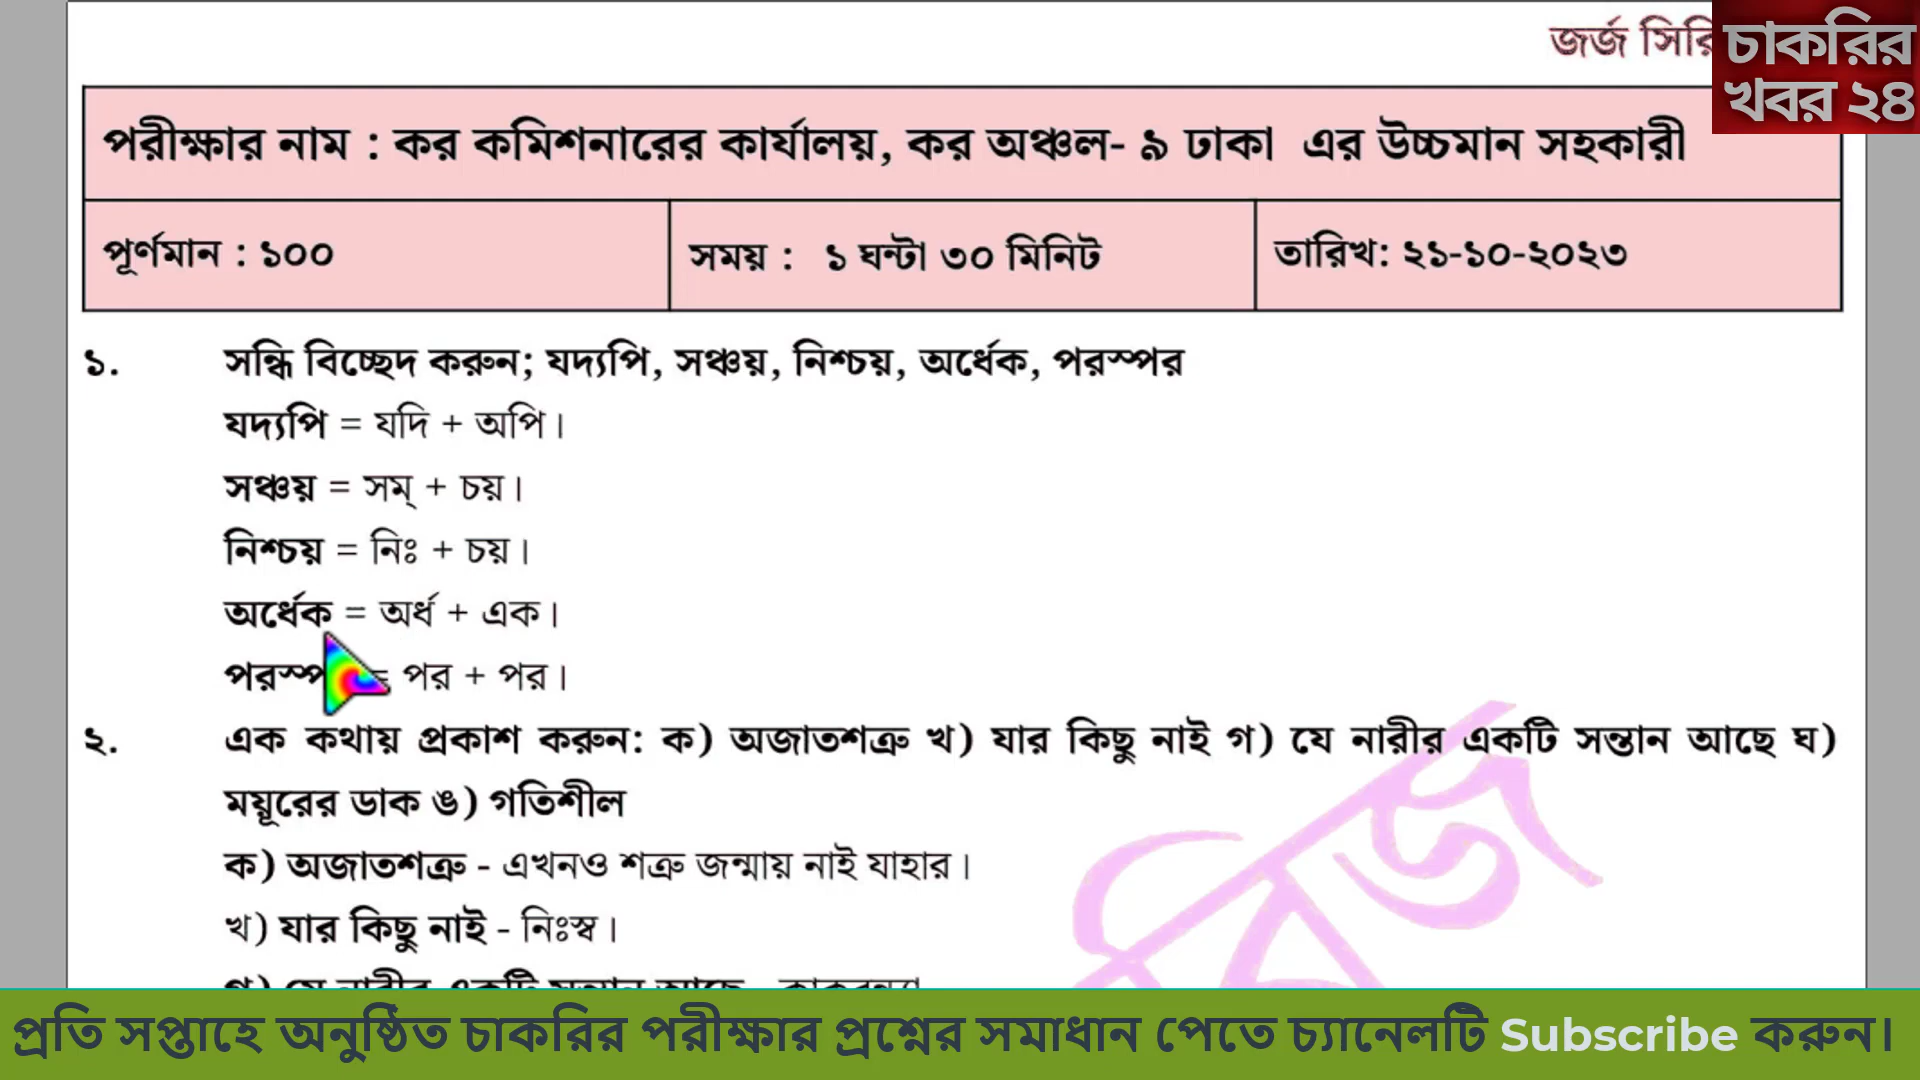 জর্জ সিরি
চাকরির
খবর ২৪
পরীক্ষার নাম : কর কমিশনারের কার্যালয়, কর অঞ্চল- ৯ ঢাকা এর উচ্চমান সহকারী
পূর্ণমান : ১০০
সময় : ১ ঘন্টা ৩০ মিনিট
তারিখ: ২১-১০-২০২৩
১. সন্ধি বিচ্ছেদ করুন; যদ্যপি, সঞ্চয়, নিশ্চয়, অর্ধেক, পরস্পর
যদ্যপি = যদি + অপি।
সঞ্চয় = সম্ + চয়।
নিশ্চয় = নিঃ + চয়।
অর্ধেক = অর্ধ + এক।
পরস্প = পর + পর।
২. এক কথায় প্রকাশ করুন: ক) অজাতশত্রু খ) যার কিছু নাই গ) যে নারীর একটি সন্তান আছে ঘ)
ময়ূরের ডাক ঙ) গতিশীল
ক) অজাতশত্রু - এখনও শত্রু জন্মায় নাই যাহার।
খ) যার কিছু নাই - নিঃস্ব।
গ) যে নারীর একটি সন্তান আছে -
প্রতি সপ্তাহে অনুষ্ঠিত চাকরির পরীক্ষার প্রশ্নের সমাধান পেতে চ্যানেলটি Subscribe করুন।